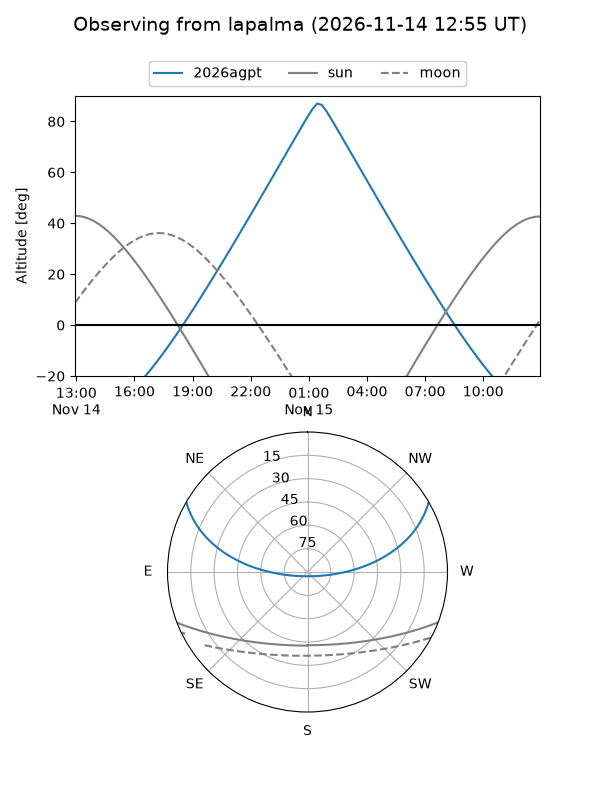 Observing from lapalma (2026-11-14 12:55 UT)
2026agpt sun moon
Altitude [deg]
80
60
40
20
0
−20
13:00 16:00 19:00 22:00 01:00 04:00 07:00 10:00
Nov 14 Nov 15
N
NE NW
15
30
45
60
75
E W
SE SW
S